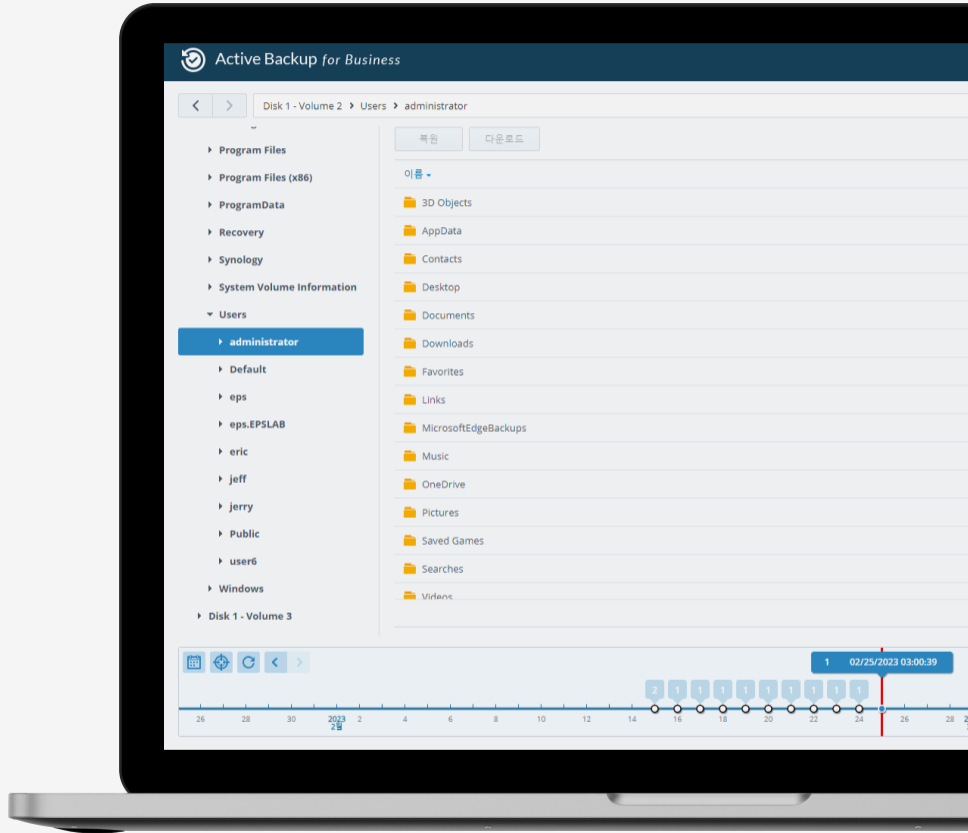 Active Backup for Business
Disk 1 - Volume 2 > Users > administrator
Program Files
Program Files (x86)
ProgramData
Recovery
Synology
System Volume Information
Users
administrator
Default
eps
eps.EPSLAB
eric
jeff
jerry
Public
user6
Windows
Disk 1 - Volume 3
복원 다운로드
이름
3D Objects
AppData
Contacts
Desktop
Documents
Downloads
Favorites
Links
MicrosoftEdgeBackups
Music
OneDrive
Pictures
Saved Games
Searches
Videos
1 02/25/2023 03:00:39
2 1 1 1 1 1 1 1 1 1
26 28 30 2023 2 4 6 8 10 12 14 16 18 20 22 24 26 28
2월